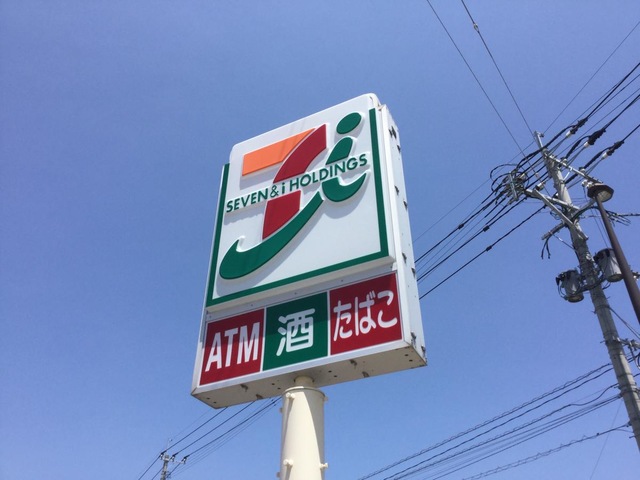 SEVEN&i HOLDINGS
ATM 酒 たばこ